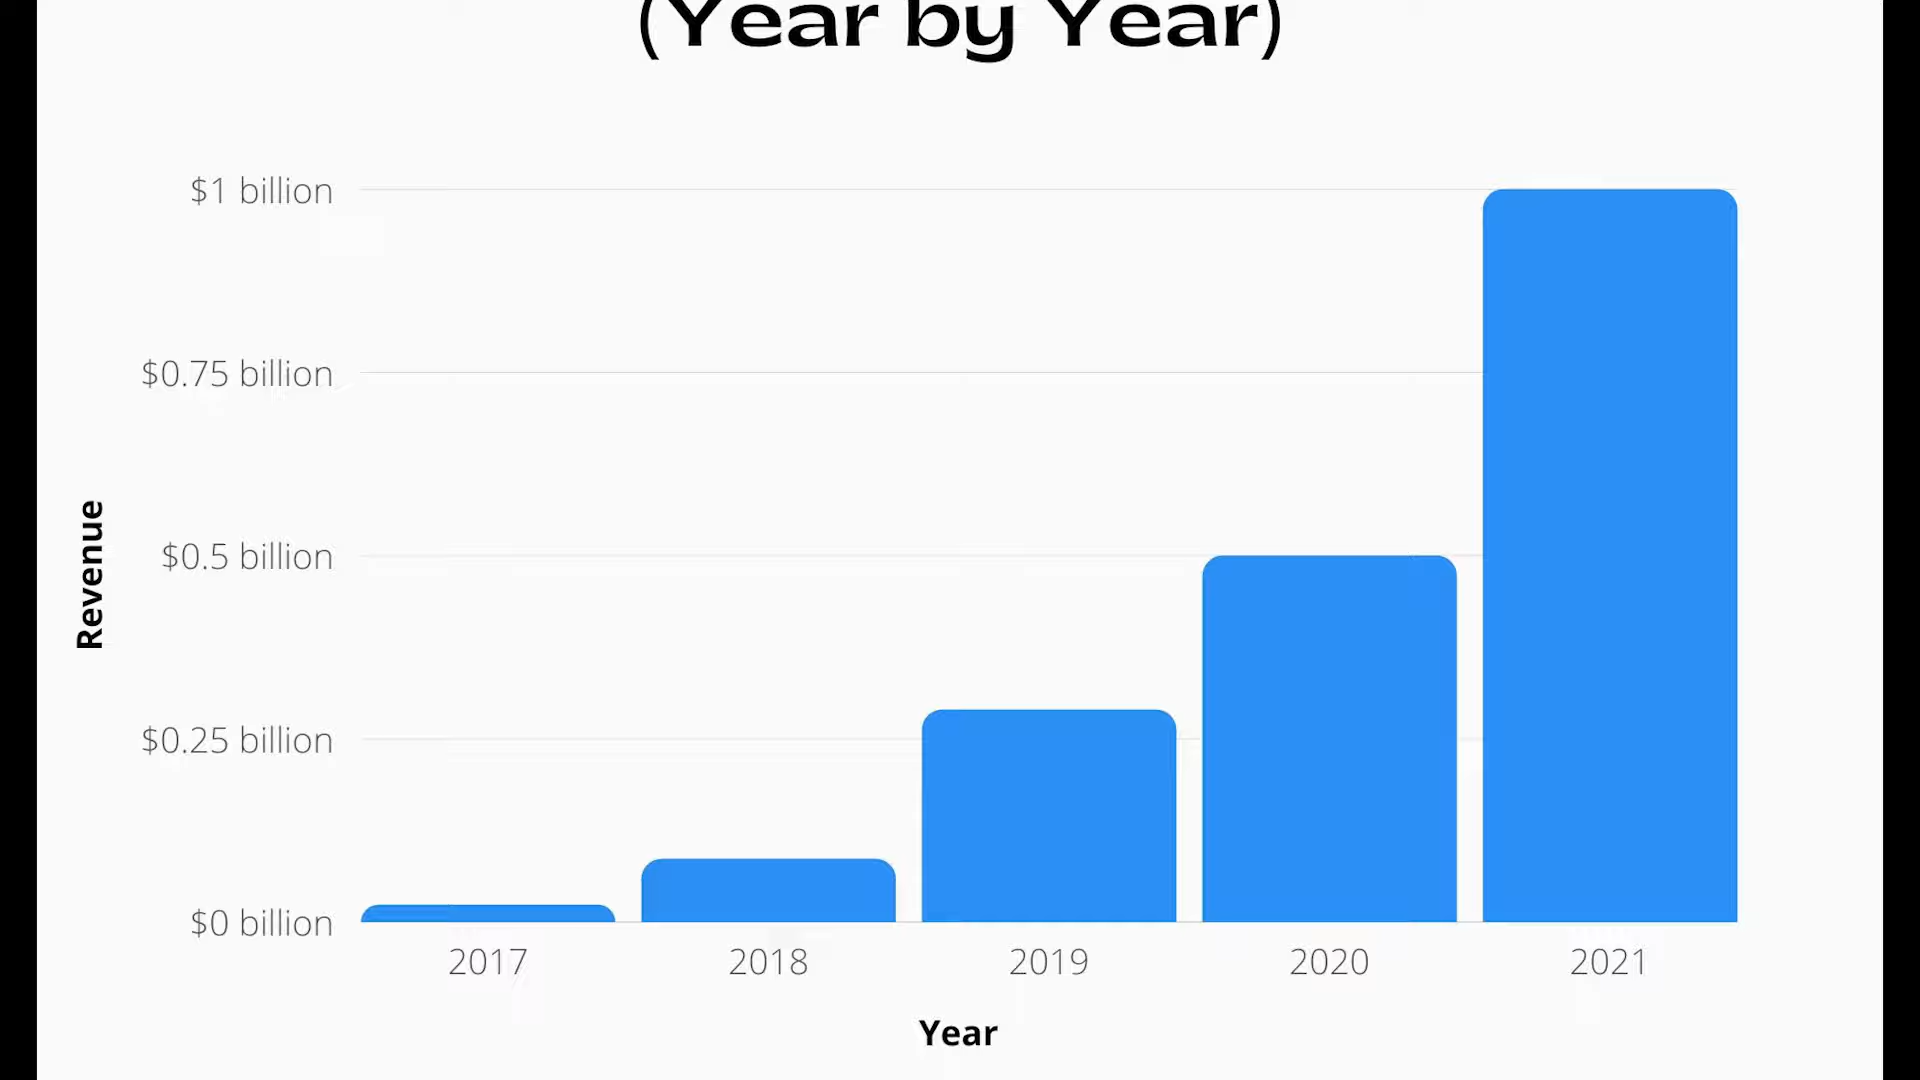 (Year by Year)
$1 billion
$0.75 billion
$0.5 billion
$0.25 billion
$0 billion
Revenue
2017 2018 2019 2020 2021
Year